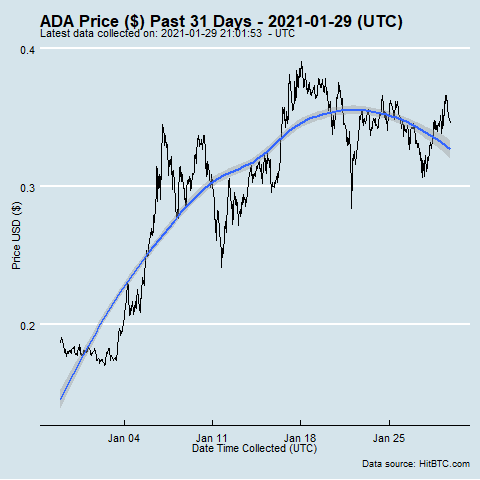 ADA Price ($) Past 31 Days - 2021-01-29 (UTC)
Latest data collected on: 2021-01-29 21:01:53 - UTC
0.4
0.3
0.2
Price USD ($)
Jan 04 Jan 11 Jan 18 Jan 25
Date Time Collected (UTC)
Data source: HitBTC.com